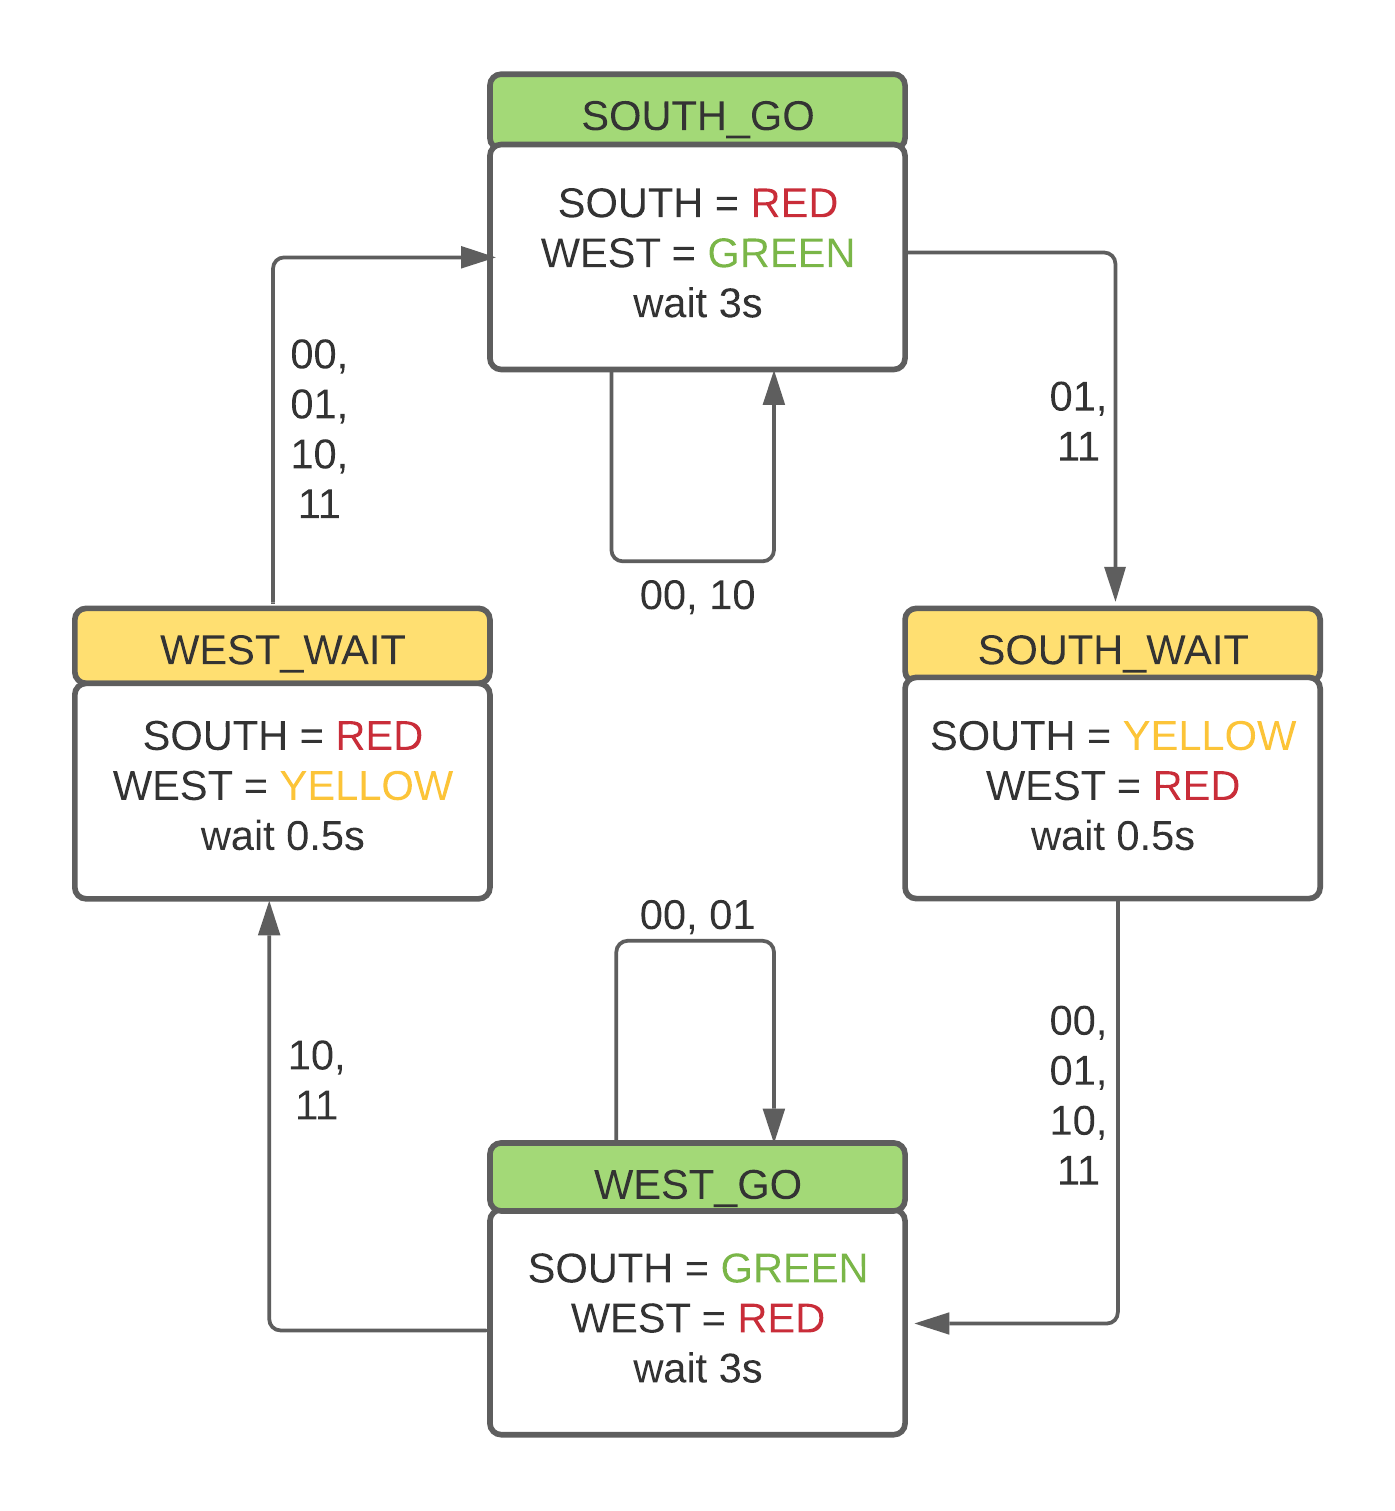 SOUTH_GO
SOUTH = RED
WEST = GREEN
wait 3s
00,
01,
10,
11
01,
11
00, 10
WEST_WAIT
SOUTH = RED
WEST = YELLOW
wait 0.5s
SOUTH_WAIT
SOUTH = YELLOW
WEST = RED
wait 0.5s
00, 01
10,
11
00,
01,
10,
11
WEST_GO
SOUTH = GREEN
WEST = RED
wait 3s